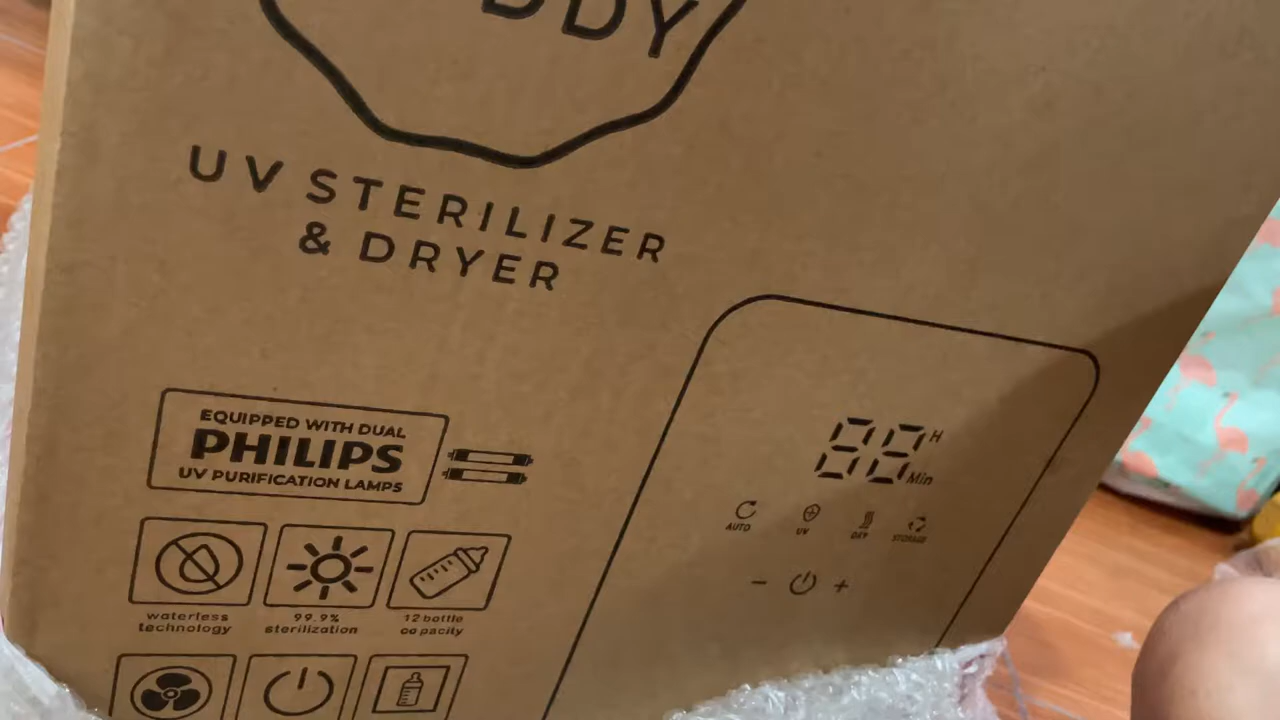 DDY
UV STERILIZER
& DRYER
EQUIPPED WITH DUAL
PHILIPS
UV PURIFICATION LAMPS
88 H
Min
AUTO UV DRY STORAGE
- +
waterless
technology
99.9%
sterilization
12 bottle
capacity